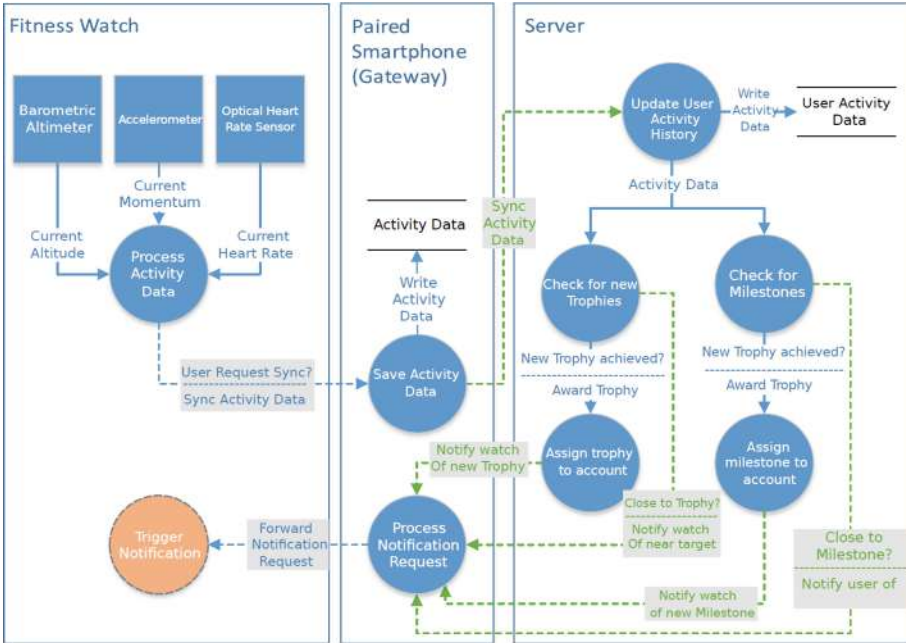 Fitness Watch
Paired
Smartphone
(Gateway)
Server
Barometric
Altimeter
Accelerometer
Optical Heart
Rate Sensor
Update User
Activity
History
Write
Activity
Data
User Activity
Data
Current
Momentum
Activity Data
Current
Altitude
Current
Heart Rate
Process
Activity
Data
Activity Data
Sync
Activity
Data
Write
Activity
Data
Check for new
Trophies
Check for
Milestones
User Request Sync?
Sync Activity Data
Save Activity
Data
New Trophy achieved?
Award Trophy
New Trophy achieved?
Award Trophy
Notify watch
Of new Trophy
Assign trophy
to account
Assign
milestone to
account
Trigger
Notification
Forward
Notification
Request
Process
Notification
Request
Close to Trophy?
Notify watch
Of near target
Close to
Milestone?
Notify user of
Notify watch
of new Milestone